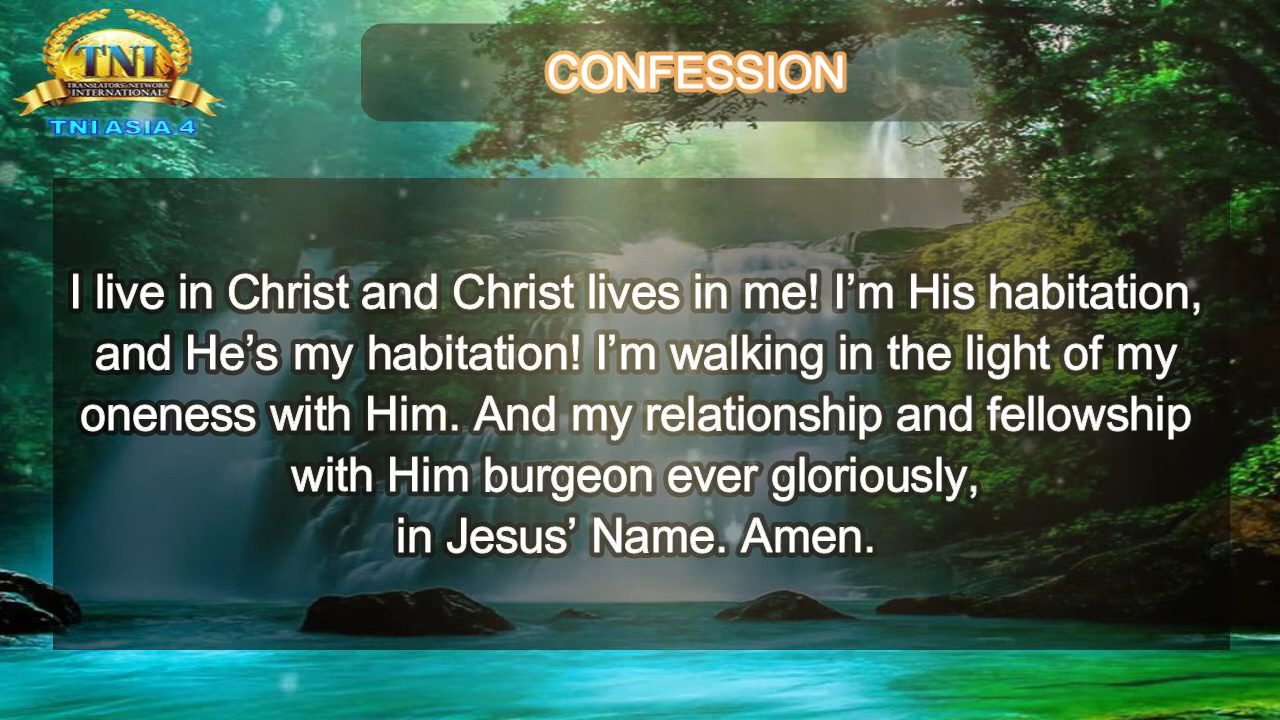 TNI
TRANSLATORS NETWORK
INTERNATIONAL
TNI ASIA 4
CONFESSION
I live in Christ and Christ lives in me! I’m His habitation,
and He’s my habitation! I’m walking in the light of my
oneness with Him. And my relationship and fellowship
with Him burgeon ever gloriously,
in Jesus’ Name. Amen.